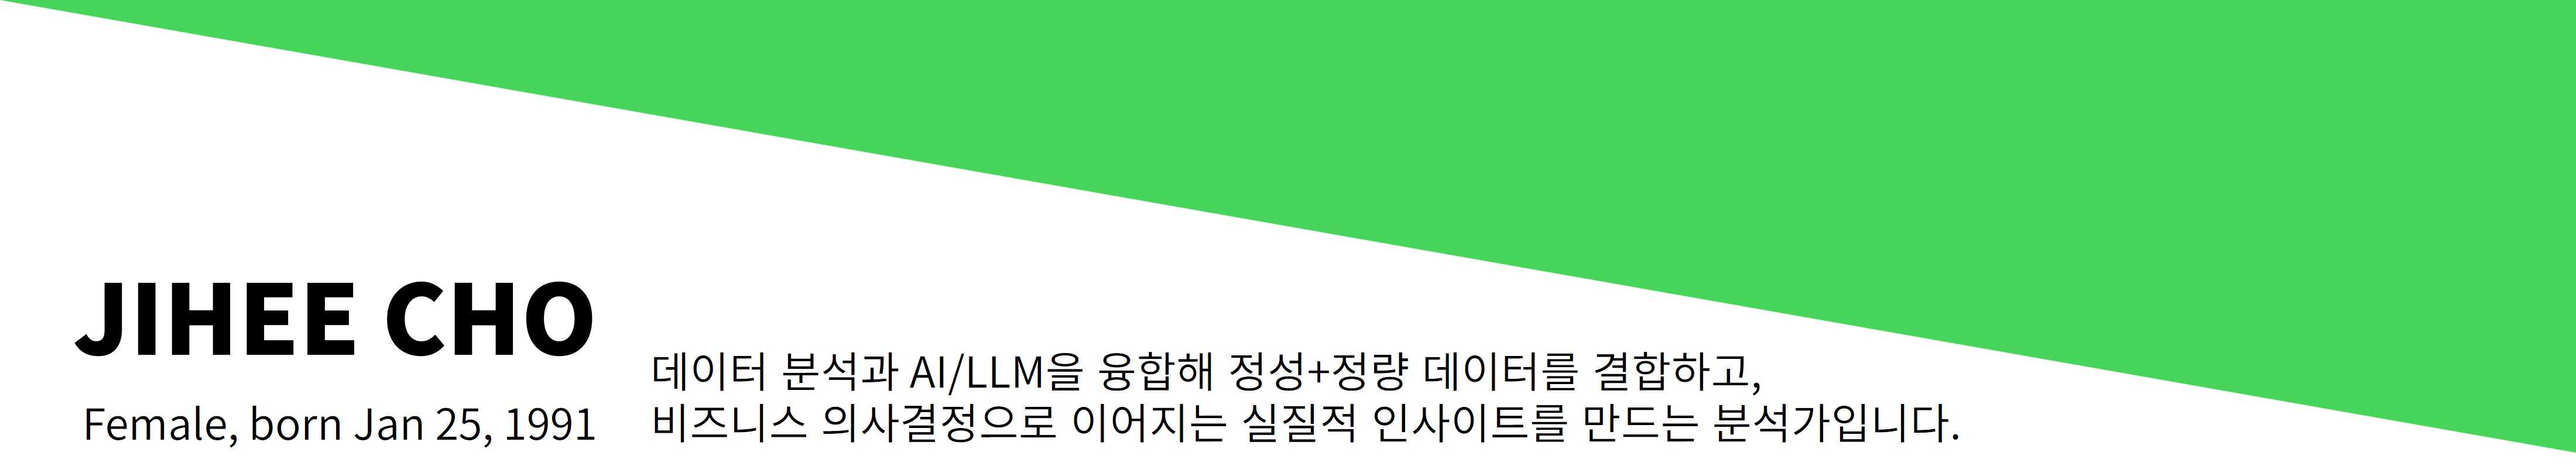 JIHEE CHO
Female, born Jan 25, 1991
데이터 분석과 AI/LLM을 융합해 정성+정량 데이터를 결합하고,
비즈니스 의사결정으로 이어지는 실질적 인사이트를 만드는 분석가입니다.